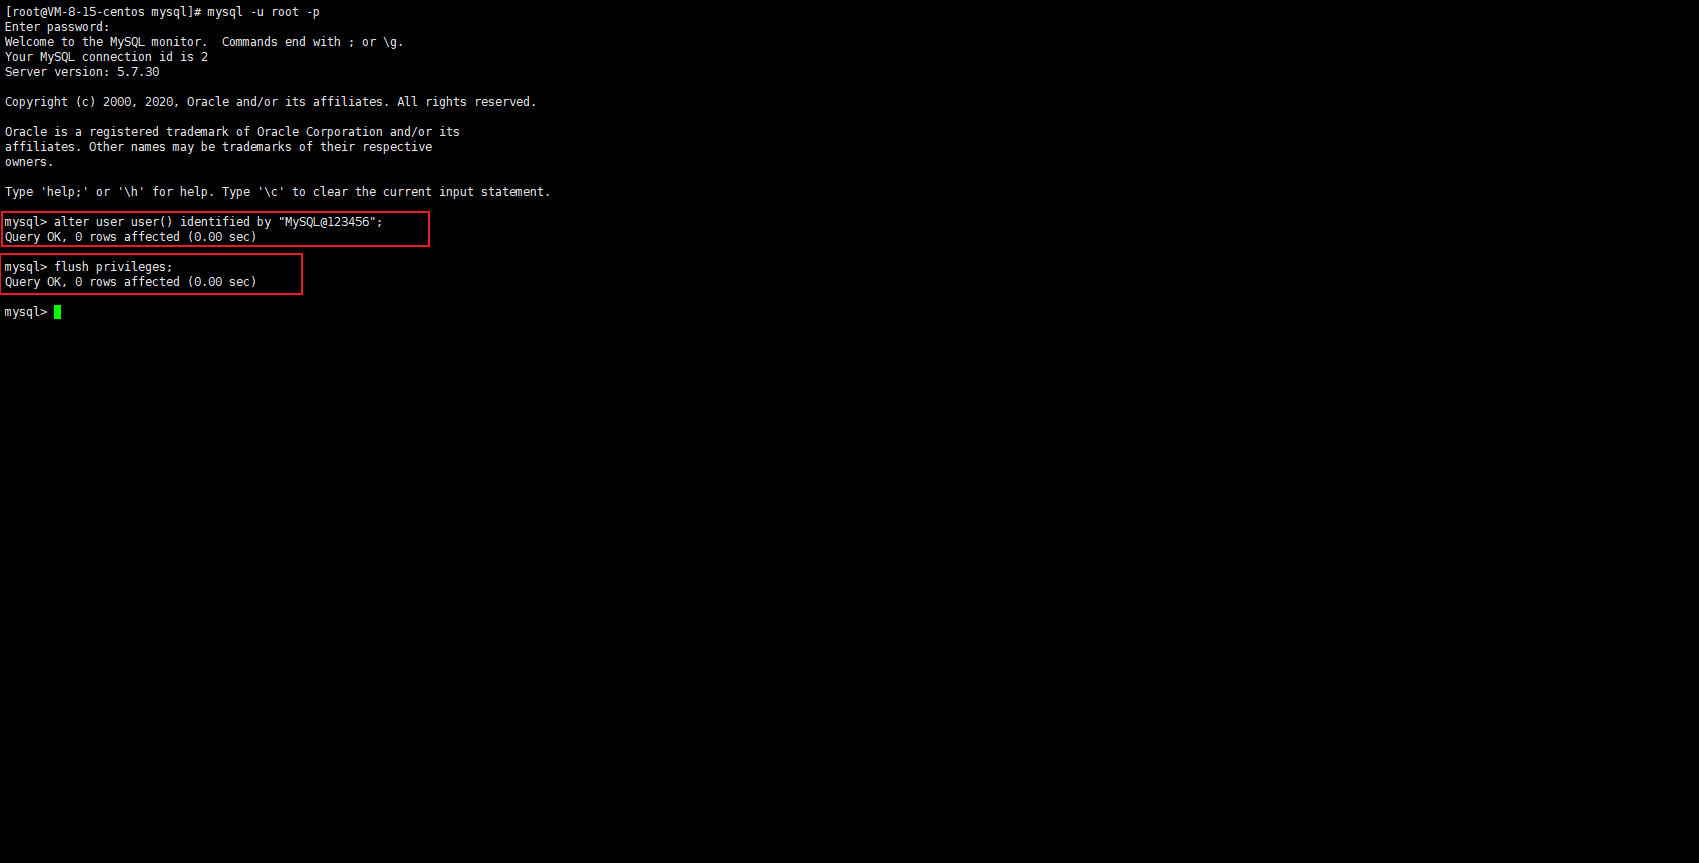 [root@VM-8-15-centos mysql]# mysql -u root -p
Enter password:
Welcome to the MySQL monitor.  Commands end with ; or \g.
Your MySQL connection id is 2
Server version: 5.7.30
Copyright (c) 2000, 2020, Oracle and/or its affiliates. All rights reserved.
Oracle is a registered trademark of Oracle Corporation and/or its
affiliates. Other names may be trademarks of their respective
owners.
Type 'help;' or '\h' for help. Type '\c' to clear the current input statement.
mysql> alter user user() identified by "MySQL@123456";
Query OK, 0 rows affected (0.00 sec)
mysql> flush privileges;
Query OK, 0 rows affected (0.00 sec)
mysql>